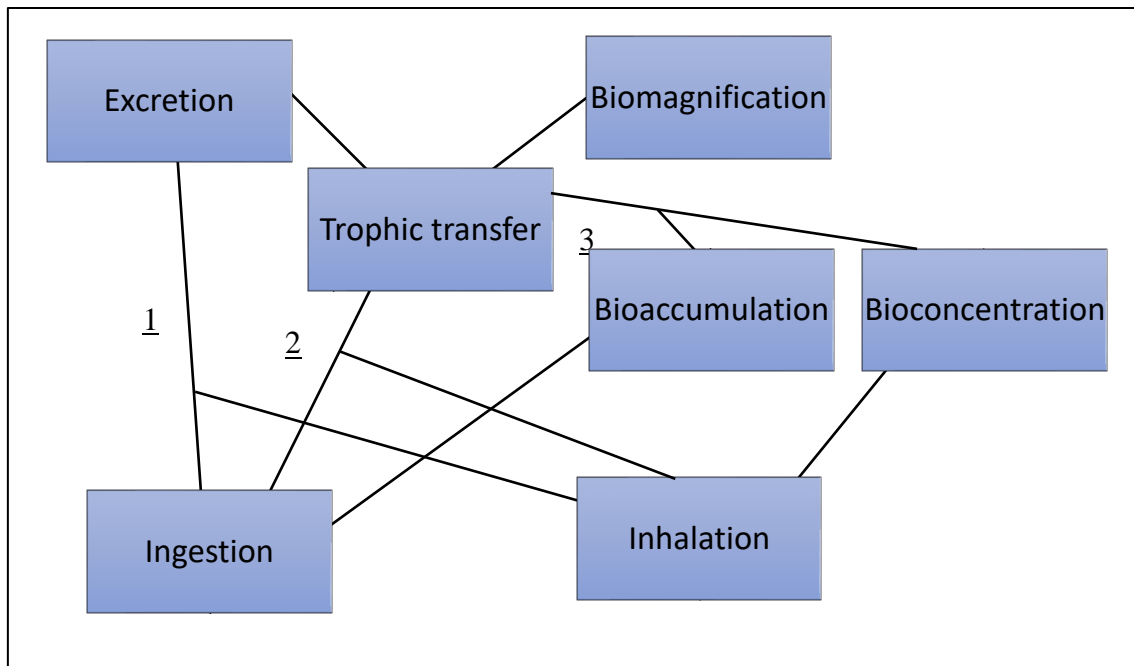 Excretion
Biomagnification
Trophic transfer
3
Bioaccumulation
Bioconcentration
1
2
Ingestion
Inhalation